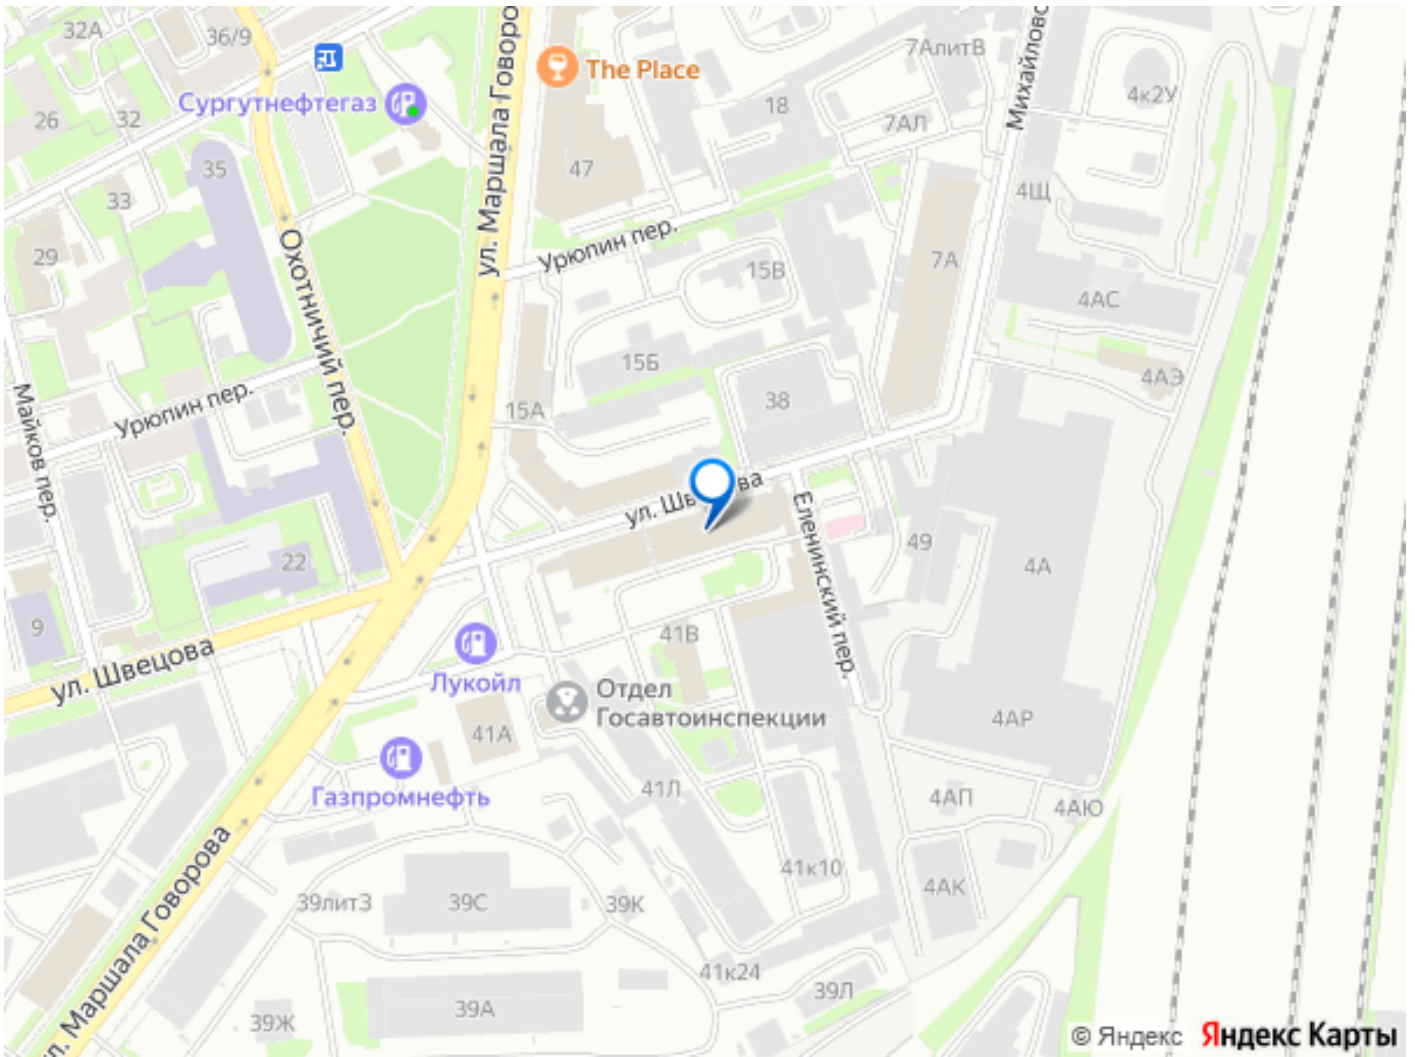 32А
36/9
ул. Маршала Говоро
The Place
7АлитВ
Михайловс
4к2У
Сургутнефтегаз
26
32
18
7АЛ
35
47
33
4Щ
Охотничий пер.
Урюпин пер.
29
15В
7А
4АС
15Б
4АЭ
Майков пер.
Урюпин пер.
15А
38
ул. Шв
ва
Еленинский пер.
49
22
4А
9
41В
ул. Швецова
Лукойл
Отдел
Госавтоинспекции
41А
4АР
Газпромнефть
41Л
4АП
4АЮ
ул. Маршала Говорова
41к10
4АК
39литЗ
39С
39К
41к24
39Л
39А
39Ж
© Яндекс Яндекс Карты